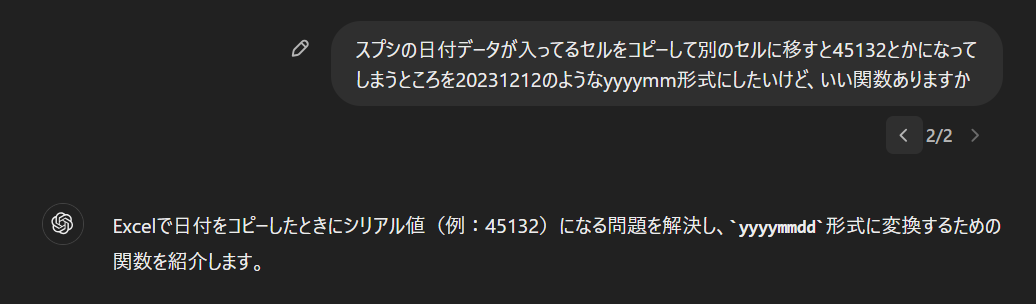 スプシの日付データが入ってるセルをコピーして別のセルに移すと45132とかになって
しまうところを20231212のようなyyyymm形式にしたいけど、いい関数ありますか
2/2
Excelで日付をコピーしたときにシリアル値（例：45132）になる問題を解決し、`yyyymmdd`形式に変換するための
関数を紹介します。